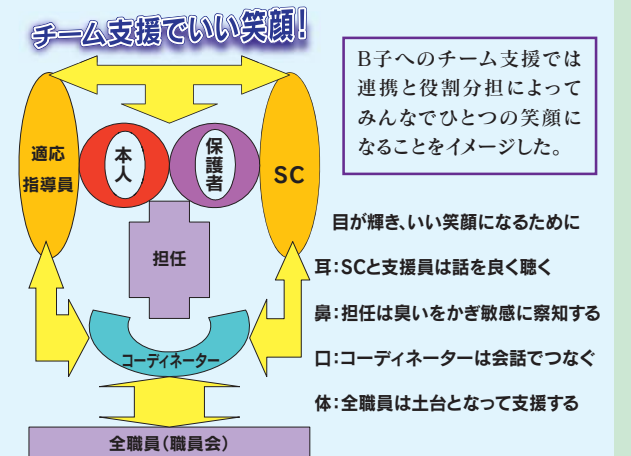 チーム支援でいい笑顔!
B子へのチーム支援では
連携と役割分担によって
みんなでひとつの笑顔に
なることをイメージした。
適応
指導員
本人
保護者
SC
担任
コーディネーター
全職員(職員会)
目が輝き、いい笑顔になるために
耳:SCと支援員は話を良く聴く
鼻:担任は臭いをかぎ敏感に察知する
口:コーディネーターは会話でつなぐ
体:全職員は土台となって支援する